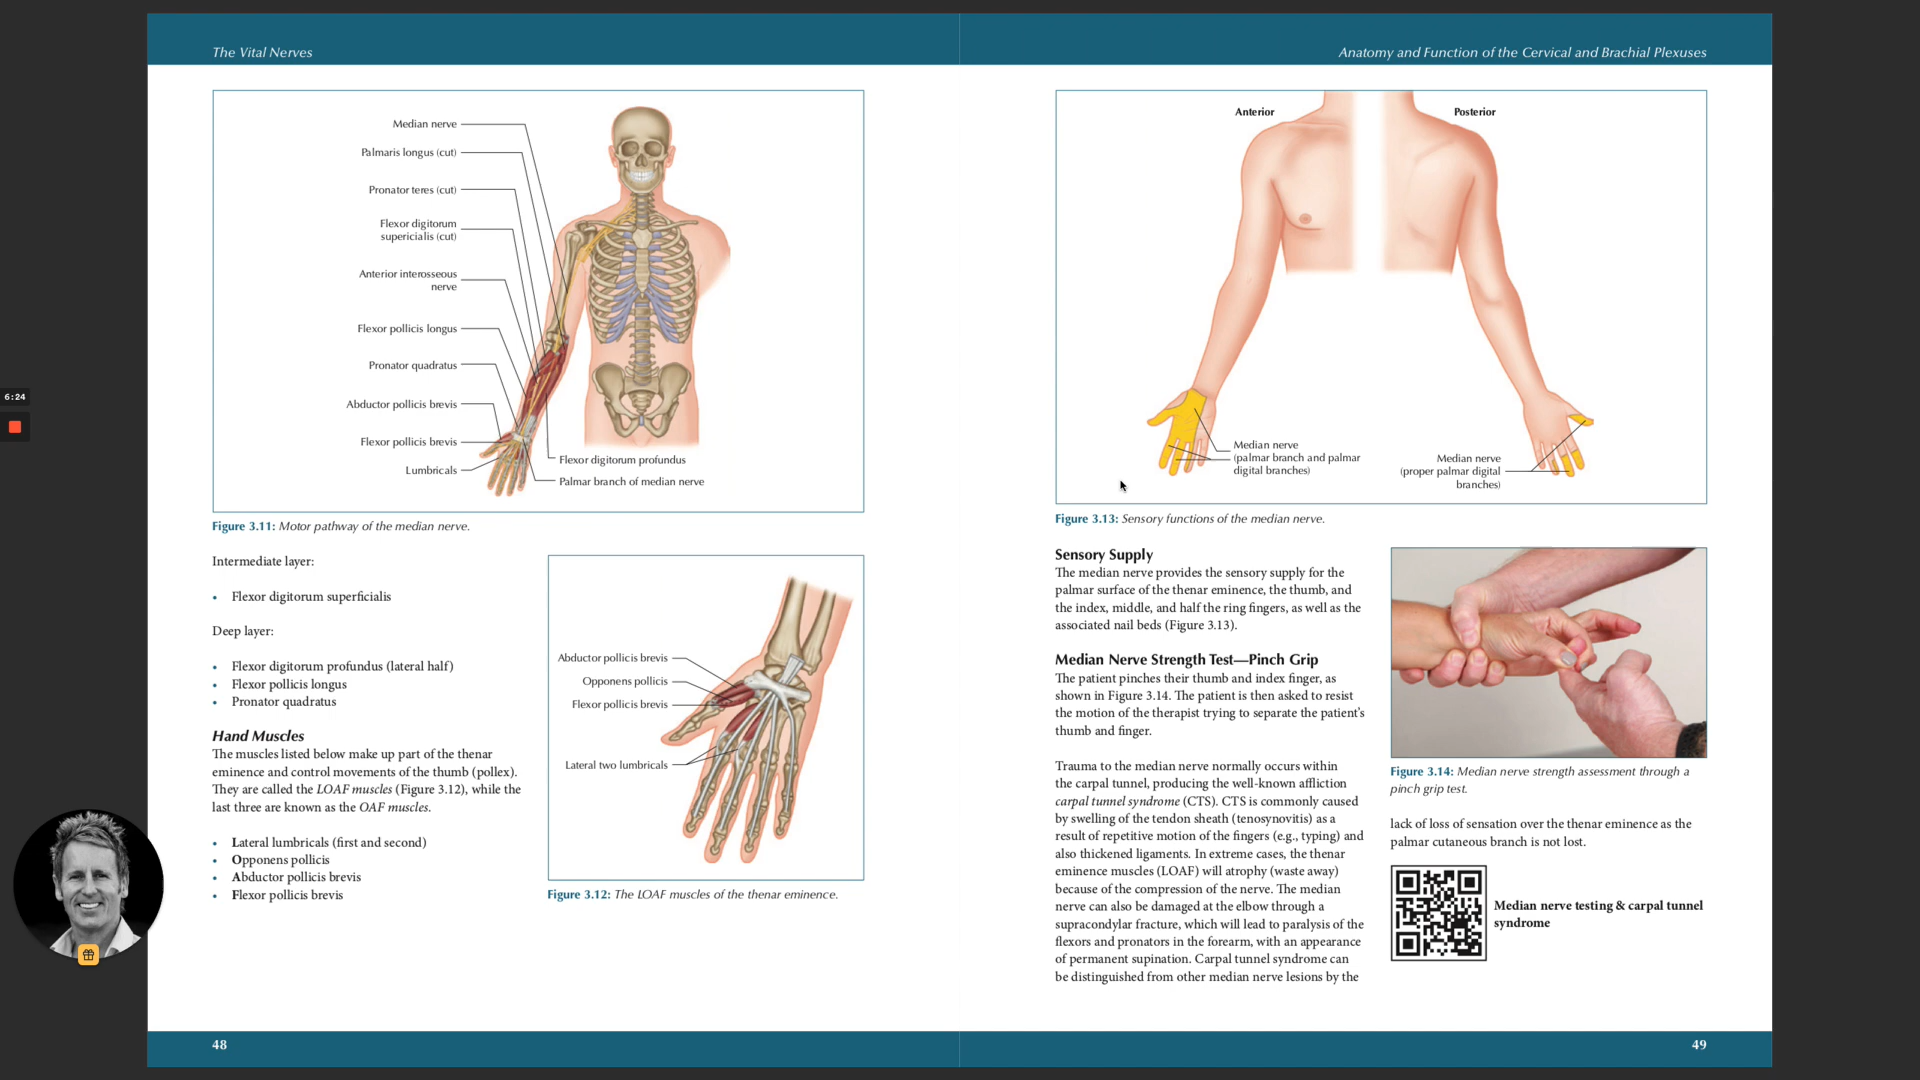 The Vital Nerves
Anatomy and Function of the Cervical and Brachial Plexuses
Median nerve
Palmaris longus (cut)
Pronator teres (cut)
Flexor digitorum
supericialis (cut)
Anterior interosseous
nerve
Flexor pollicis longus
Pronator quadratus
Abductor pollicis brevis
Flexor pollicis brevis
Lumbricals
Flexor digitorum profundus
Palmar branch of median nerve
Figure 3.11: Motor pathway of the median nerve.
Intermediate layer:
• Flexor digitorum superficialis
Deep layer:
• Flexor digitorum profundus (lateral half)
• Flexor pollicis longus
• Pronator quadratus
Hand Muscles
The muscles listed below make up part of the thenar
eminence and control movements of the thumb (pollex).
They are called the LOAF muscles (Figure 3.12), while the
last three are known as the OAF muscles.
• Lateral lumbricals (first and second)
• Opponens pollicis
• Abductor pollicis brevis
• Flexor pollicis brevis
Abductor pollicis brevis
Opponens pollicis
Flexor pollicis brevis
Lateral two lumbricals
Figure 3.12: The LOAF muscles of the thenar eminence.
48
Anterior
Posterior
Median nerve
(palmar branch and palmar
digital branches)
Median nerve
(proper palmar digital
branches)
Figure 3.13: Sensory functions of the median nerve.
Sensory Supply
The median nerve provides the sensory supply for the
palmar surface of the thenar eminence, the thumb, and
the index, middle, and half the ring fingers, as well as the
associated nail beds (Figure 3.13).
Median Nerve Strength Test—Pinch Grip
The patient pinches their thumb and index finger, as
shown in Figure 3.14. The patient is then asked to resist
the motion of the therapist trying to separate the patient's
thumb and finger.
Trauma to the median nerve normally occurs within
the carpal tunnel, producing the well-known affliction
carpal tunnel syndrome (CTS). CTS is commonly caused
by swelling of the tendon sheath (tenosynovitis) as a
result of repetitive motion of the fingers (e.g., typing) and
also thickened ligaments. In extreme cases, the thenar
eminence muscles (LOAF) will atrophy (waste away)
because of the compression of the nerve. The median
nerve can also be damaged at the elbow through a
supracondylar fracture, which will lead to paralysis of the
flexors and pronators in the forearm, with an appearance
of permanent supination. Carpal tunnel syndrome can
be distinguished from other median nerve lesions by the
Figure 3.14: Median nerve strength assessment through a
pinch grip test.
lack of loss of sensation over the thenar eminence as the
palmar cutaneous branch is not lost.
Median nerve testing & carpal tunnel
syndrome
49
6:24